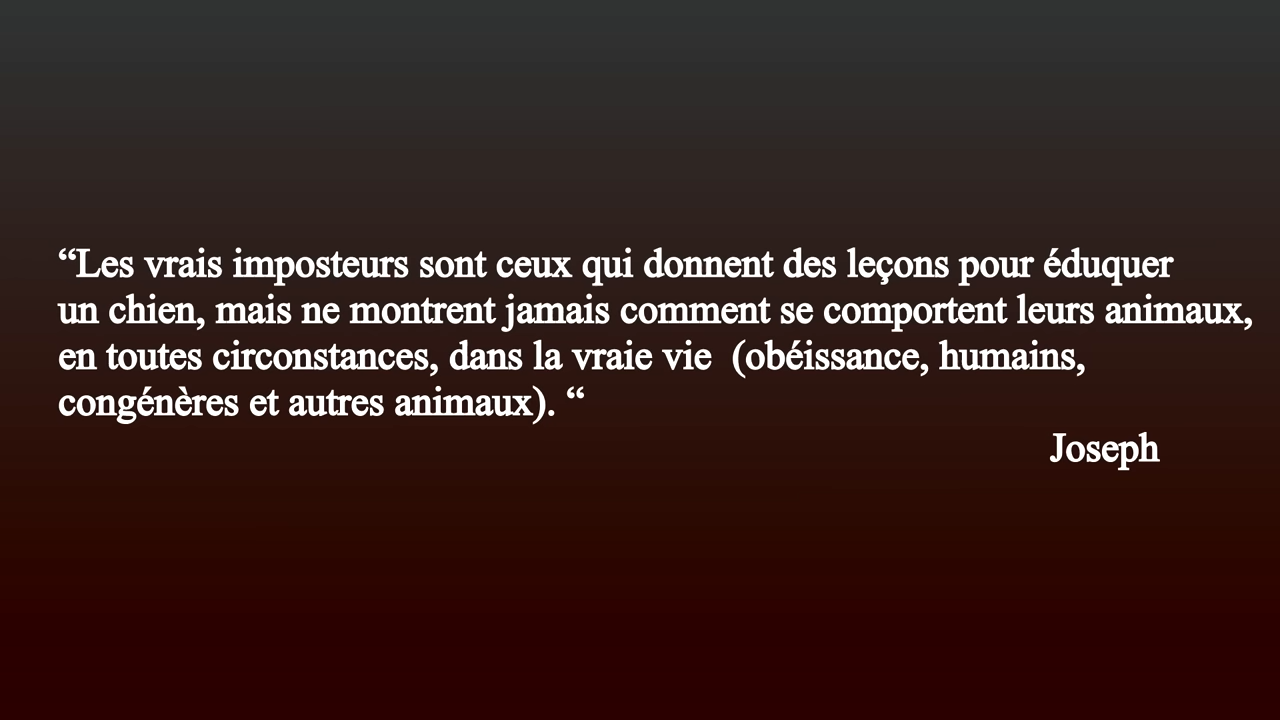 “Les vrais imposteurs sont ceux qui donnent des leçons pour éduquer
un chien, mais ne montrent jamais comment se comportent leurs animaux,
en toutes circonstances, dans la vraie vie  (obéissance, humains,
congénères et autres animaux). “
Joseph